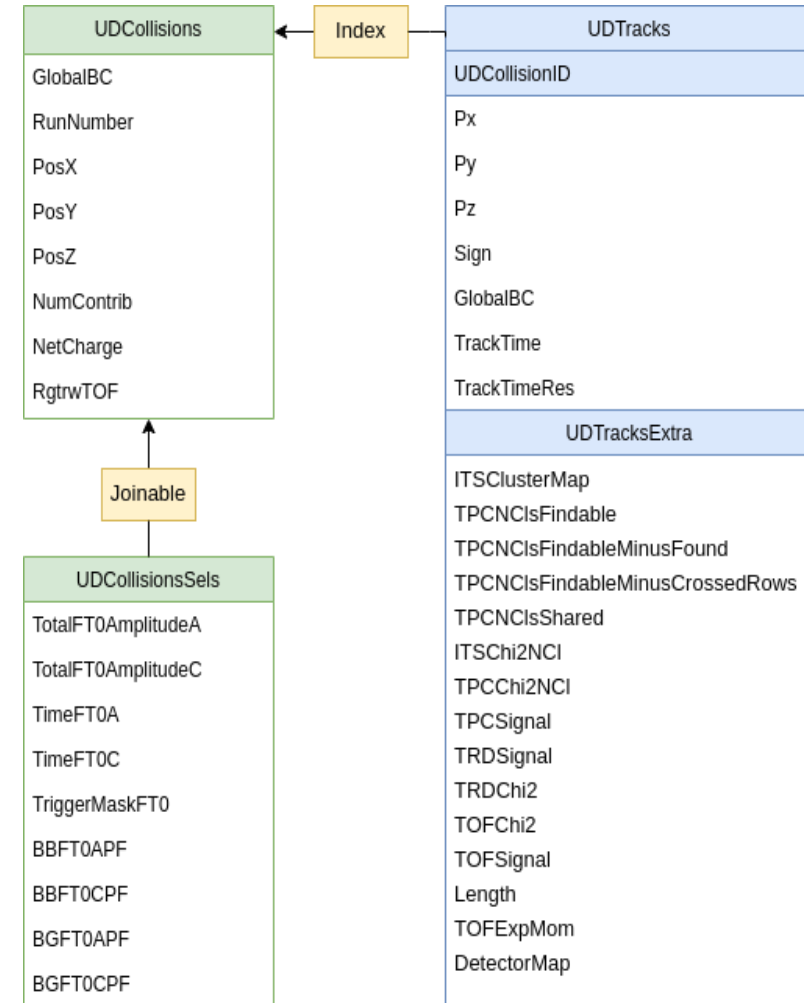 UDCollisions
GlobalBC
RunNumber
PosX
PosY
PosZ
NumContrib
NetCharge
RgtrwTOF
Index
Joinable
UDCollisionsSels
TotalFT0AmplitudeA
TotalFT0AmplitudeC
TimeFT0A
TimeFT0C
TriggerMaskFT0
BBFT0APF
BBFT0CPF
BGFT0APF
BGFT0CPF
UDTracks
UDCollisionID
Px
Py
Pz
Sign
GlobalBC
TrackTime
TrackTimeRes
UDTracksExtra
ITSClusterMap
TPCNClsFindable
TPCNClsFindableMinusFound
TPCNClsFindableMinusCrossedRows
TPCNClsShared
ITSChi2NCl
TPCChi2NCl
TPCSignal
TRDSignal
TRDChi2
TOFChi2
TOFSignal
Length
TOFExpMom
DetectorMap